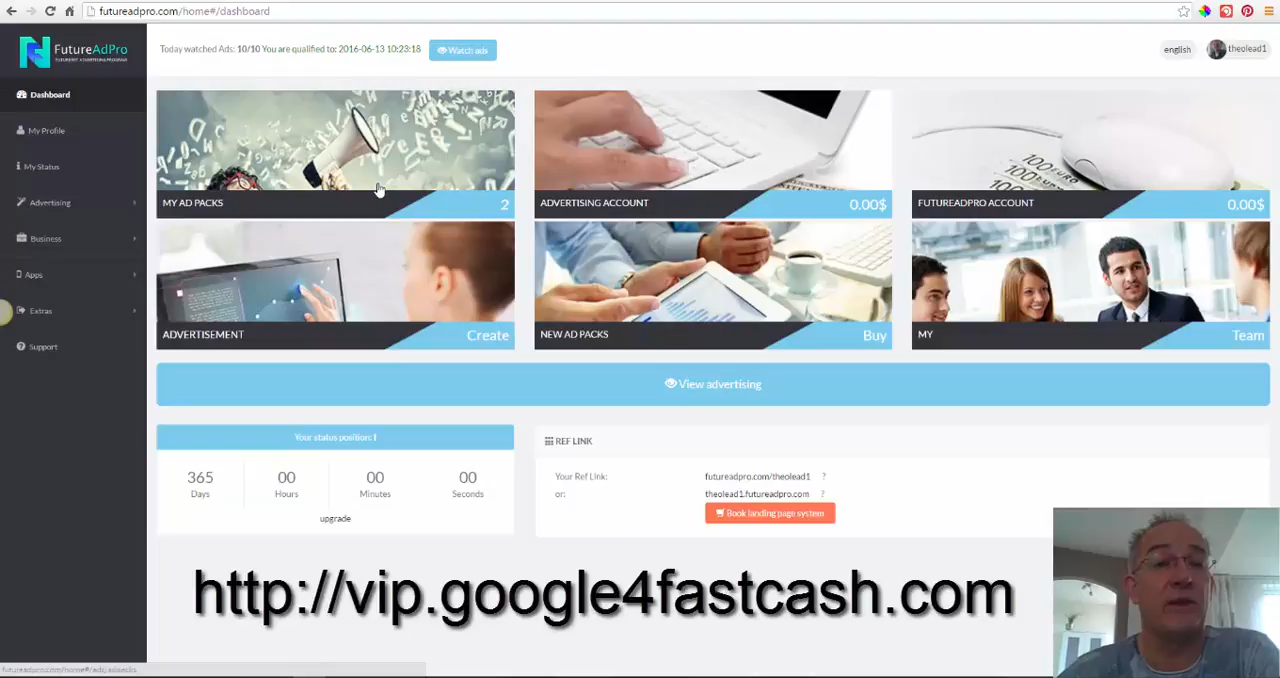 futureadpro.com/home#/dashboard
FutureAdPro
Today watched Ads: 10/10 You are qualified to: 2016-06-13 10:23:18
Watch ads
english
theolead1
Dashboard
My Profile
My Status
Advertising
Business
Apps
Extras
Support
MY AD PACKS
2
ADVERTISING ACCOUNT
0.00$
FUTUREADPRO ACCOUNT
0.00$
ADVERTISEMENT
Create
NEW AD PACKS
Buy
MY
Team
View advertising
Your status position: I
365
00
00
00
Days
Hours
Minutes
Seconds
upgrade
REF LINK
Your Ref Link:
futureadpro.com/theolead1
?
or:
theolead1.futureadpro.com
?
Book landing page system
http://vip.google4fastcash.com